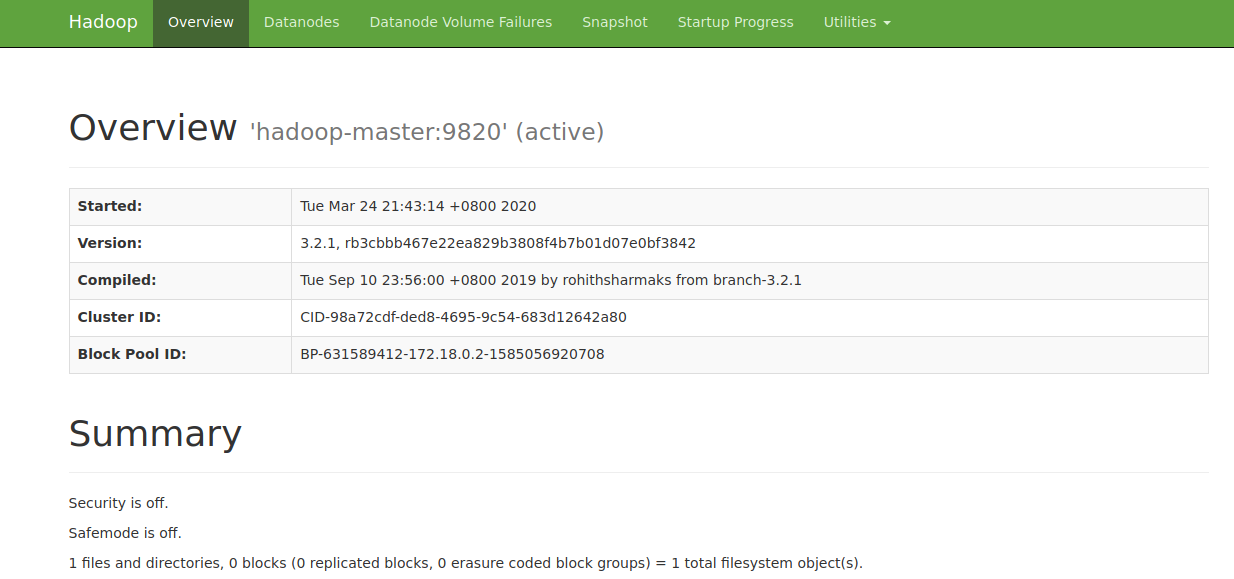 Hadoop Overview Datanodes Datanode Volume Failures Snapshot Startup Progress Utilities
Overview 'hadoop-master:9820' (active)
Started: Tue Mar 24 21:43:14 +0800 2020
Version: 3.2.1, rb3cbbb467e22ea829b3808f4b7b01d07e0bf3842
Compiled: Tue Sep 10 23:56:00 +0800 2019 by rohithsharmaks from branch-3.2.1
Cluster ID: CID-98a72cdf-ded8-4695-9c54-683d12642a80
Block Pool ID: BP-631589412-172.18.0.2-1585056920708
Summary
Security is off.
Safemode is off.
1 files and directories, 0 blocks (0 replicated blocks, 0 erasure coded block groups) = 1 total filesystem object(s).